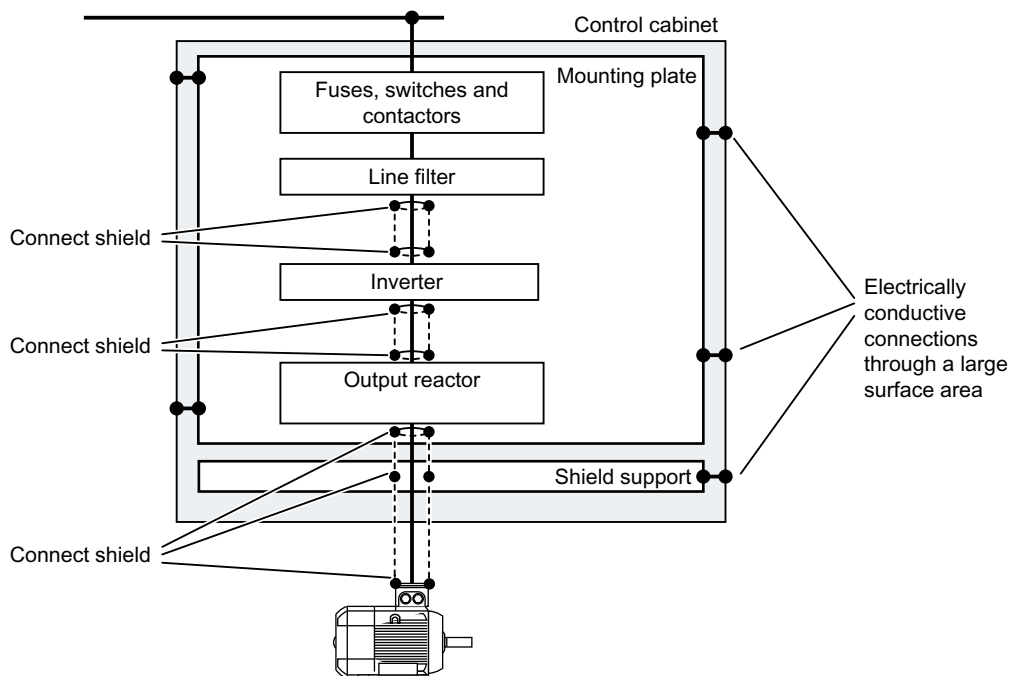 Control cabinet
Mounting plate
Fuses, switches and
contactors
Line filter
Connect shield
Inverter
Electrically
conductive
connections
through a large
surface area
Connect shield
Output reactor
Shield support
Connect shield